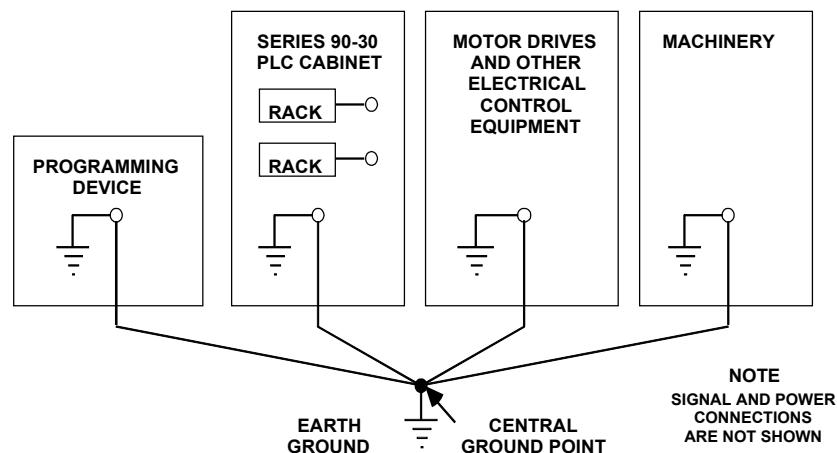 PROGRAMMING
DEVICE
SERIES 90-30
PLC CABINET
RACK
RACK
MOTOR DRIVES
AND OTHER
ELECTRICAL
CONTROL
EQUIPMENT
MACHINERY
EARTH
GROUND
CENTRAL
GROUND POINT
NOTE
SIGNAL AND POWER
CONNECTIONS
ARE NOT SHOWN